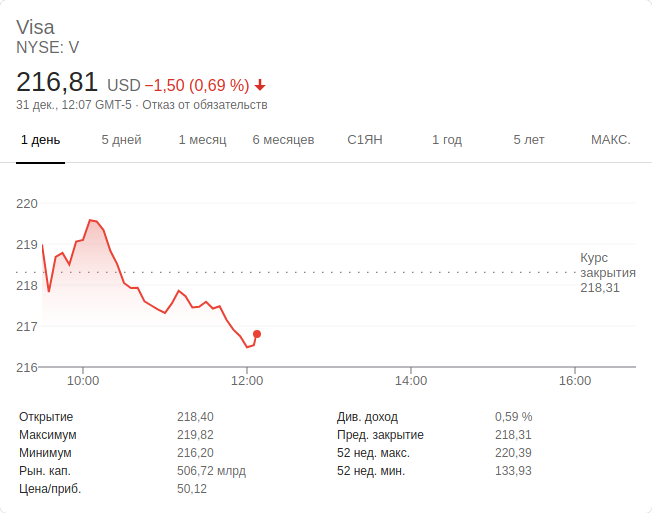 Visa
NYSE: V
216,81 USD −1,50 (0,69 %)
31 дек., 12:07 GMT-5 · Отказ от обязательств
1 день 5 дней 1 месяц 6 месяцев С1ЯН 1 год 5 лет МАКС.
220
219
218
217
216
Курс
закрытия
218,31
10:00 12:00 14:00 16:00
Открытие 218,40 Див. доход 0,59 %
Максимум 219,82 Пред. закрытие 218,31
Минимум 216,20 52 нед. макс. 220,39
Рын. кап. 506,72 млрд 52 нед. мин. 133,93
Цена/приб. 50,12